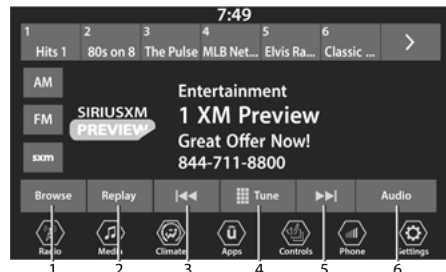 7:49
1 2 3 4 5 6
Hits 1 80s on 8 The Pulse MLB Net... Elvis Ra... Classic ...
AM
FM
sxm
SIRIUSXM
PREVIEW
Entertainment
1 XM Preview
Great Offer Now!
844-711-8800
Browse Replay Tune Audio
Radio Media Climate Apps Controls Phone Settings
1 2 3 4 5 6